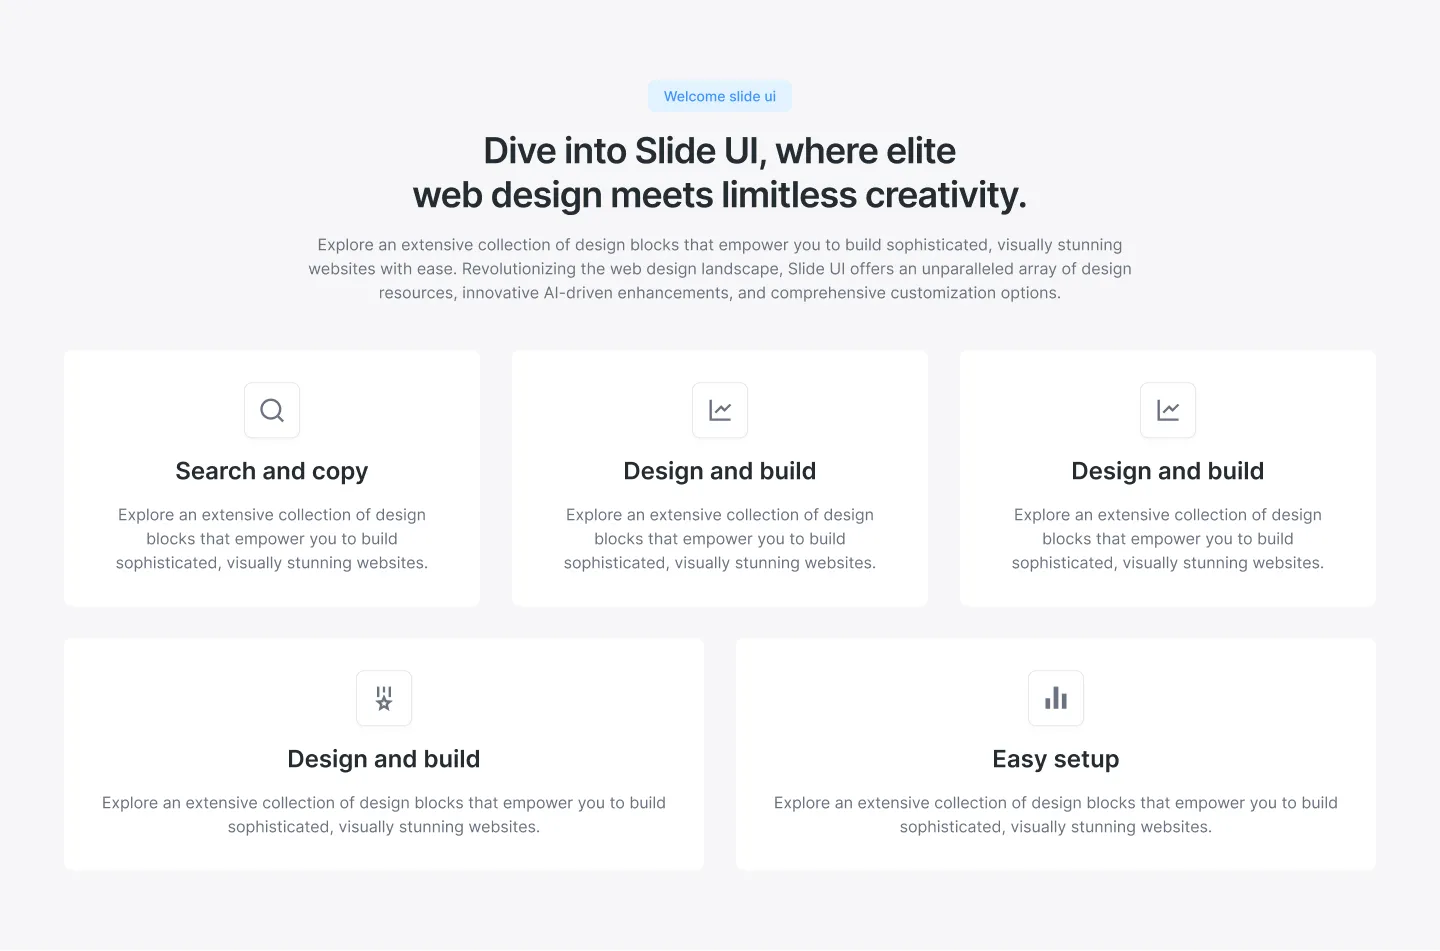 Welcome slide ui
Dive into Slide UI, where elite
web design meets limitless creativity.
Explore an extensive collection of design blocks that empower you to build sophisticated, visually stunning
websites with ease. Revolutionizing the web design landscape, Slide UI offers an unparalleled array of design
resources, innovative AI-driven enhancements, and comprehensive customization options.
Search and copy
Explore an extensive collection of design
blocks that empower you to build
sophisticated, visually stunning websites.
Design and build
Explore an extensive collection of design
blocks that empower you to build
sophisticated, visually stunning websites.
Design and build
Explore an extensive collection of design
blocks that empower you to build
sophisticated, visually stunning websites.
Design and build
Explore an extensive collection of design blocks that empower you to build
sophisticated, visually stunning websites.
Easy setup
Explore an extensive collection of design blocks that empower you to build
sophisticated, visually stunning websites.